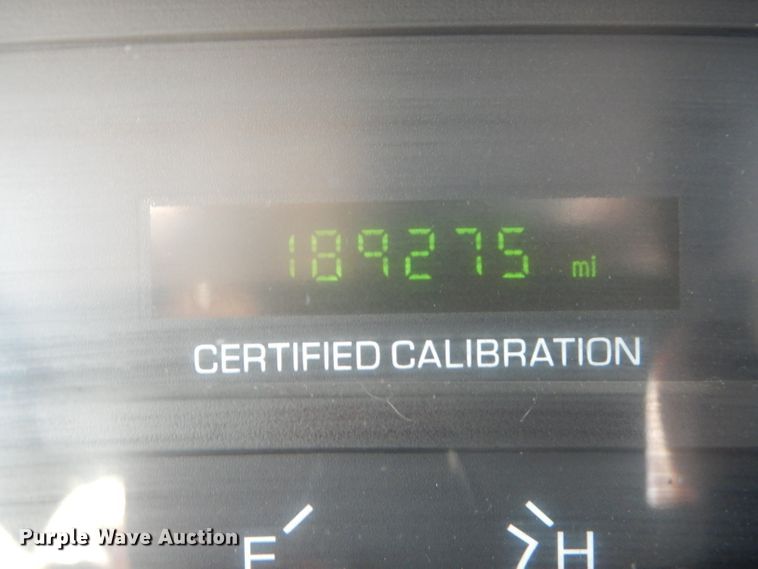 189275 mi
CERTIFIED CALIBRATION
F H
Purple Wave Auction